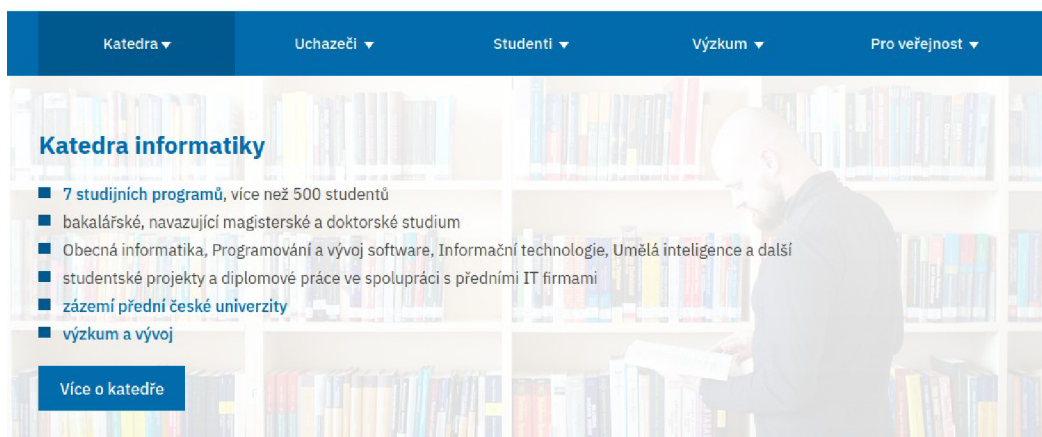 Katedra ▾
Uchazeči ▾
Studenti ▾
Výzkum ▾
Pro veřejnost ▾
Katedra informatiky
7 studijních programů, více než 500 studentů
bakalářské, navazující magisterské a doktorské studium
Obecná informatika, Programování a vývoj software, Informační technologie, Umělá inteligence a další
studentské projekty a diplomové práce ve spolupráci s předními IT firmami
zázemí přední české univerzity
výzkum a vývoj
Více o katedře